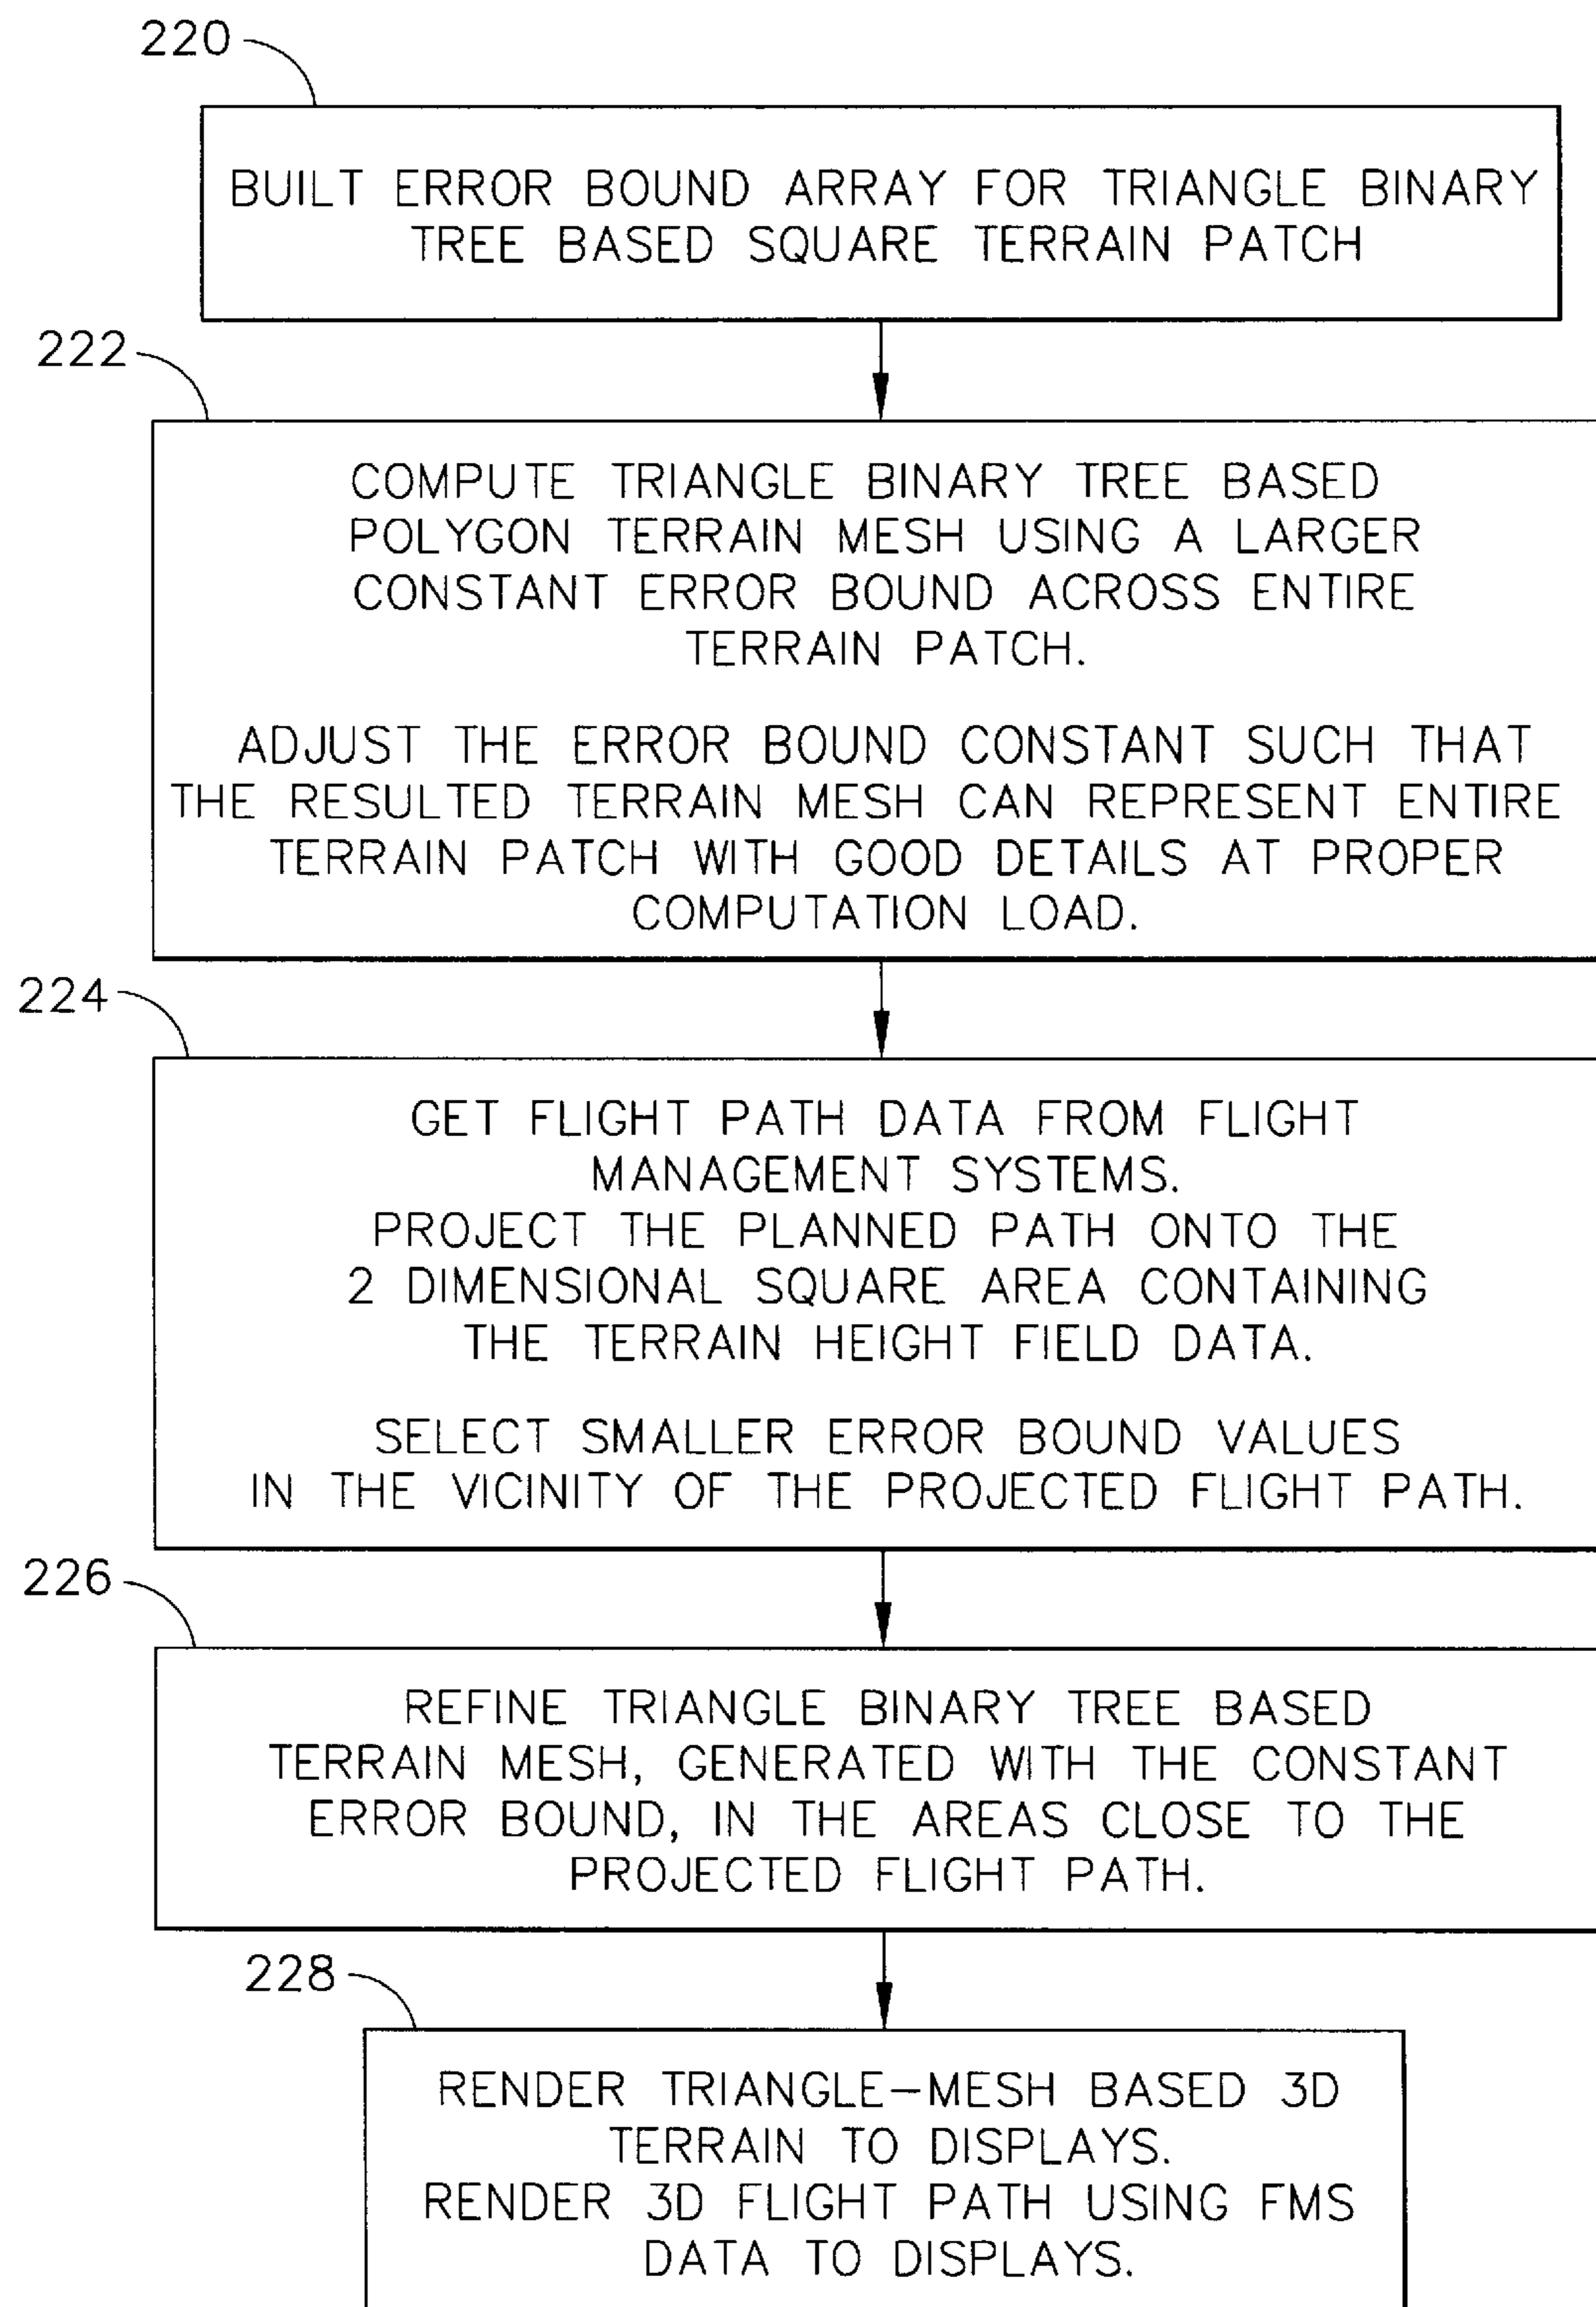 220
BUILT ERROR BOUND ARRAY FOR TRIANGLE BINARY
TREE BASED SQUARE TERRAIN PATCH
222
COMPUTE TRIANGLE BINARY TREE BASED
POLYGON TERRAIN MESH USING A LARGER
CONSTANT ERROR BOUND ACROSS ENTIRE
TERRAIN PATCH.
ADJUST THE ERROR BOUND CONSTANT SUCH THAT
THE RESULTED TERRAIN MESH CAN REPRESENT ENTIRE
TERRAIN PATCH WITH GOOD DETAILS AT PROPER
COMPUTATION LOAD.
224
GET FLIGHT PATH DATA FROM FLIGHT
MANAGEMENT SYSTEMS.
PROJECT THE PLANNED PATH ONTO THE
2 DIMENSIONAL SQUARE AREA CONTAINING
THE TERRAIN HEIGHT FIELD DATA.
SELECT SMALLER ERROR BOUND VALUES
IN THE VICINITY OF THE PROJECTED FLIGHT PATH.
226
REFINE TRIANGLE BINARY TREE BASED
TERRAIN MESH, GENERATED WITH THE CONSTANT
ERROR BOUND, IN THE AREAS CLOSE TO THE
PROJECTED FLIGHT PATH.
228
RENDER TRIANGLE-MESH BASED 3D
TERRAIN TO DISPLAYS.
RENDER 3D FLIGHT PATH USING FMS
DATA TO DISPLAYS.